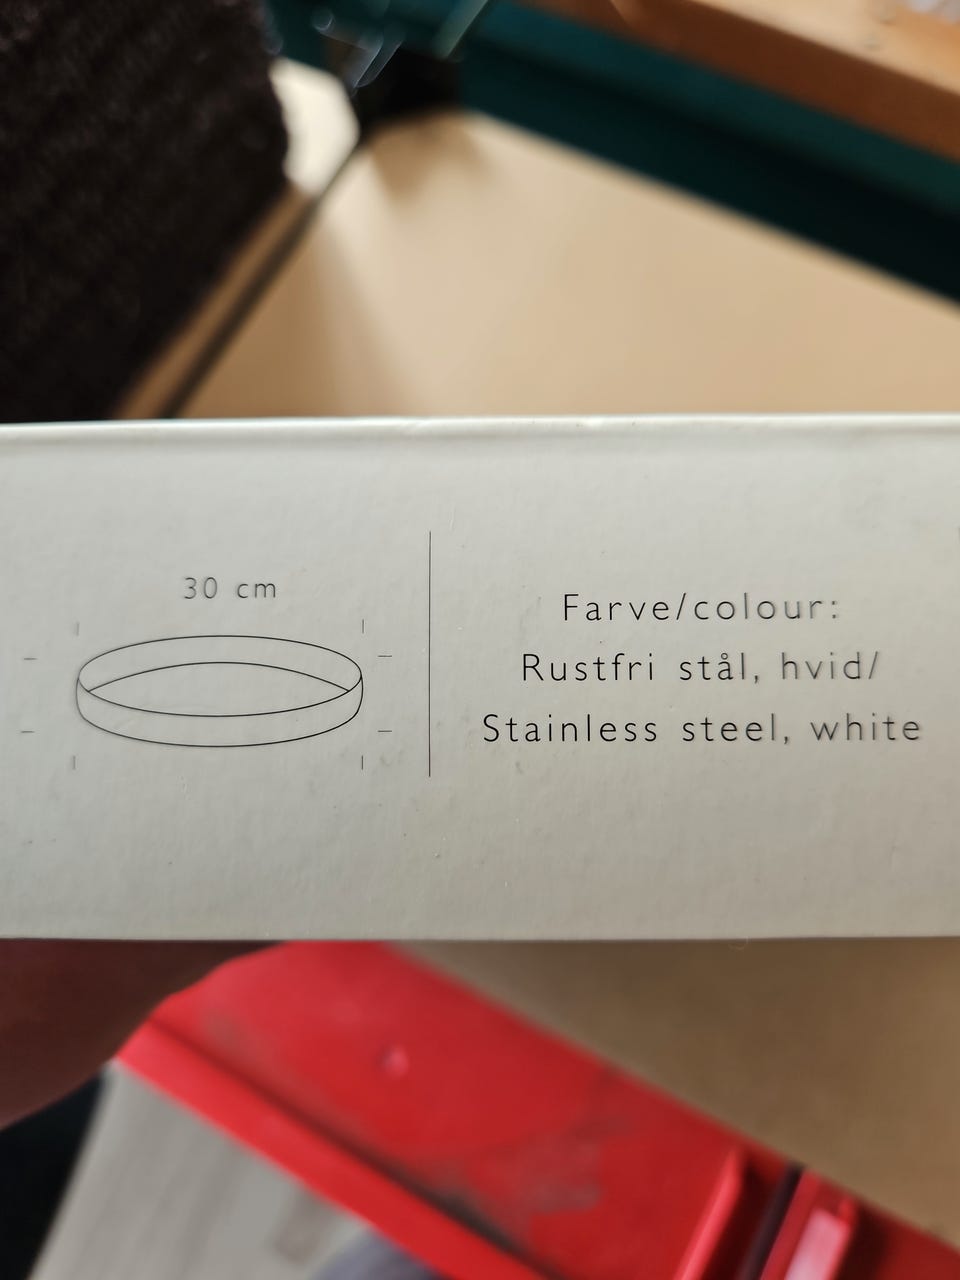 30 cm
Farve/colour:
Rustfri stål, hvid/
Stainless steel, white